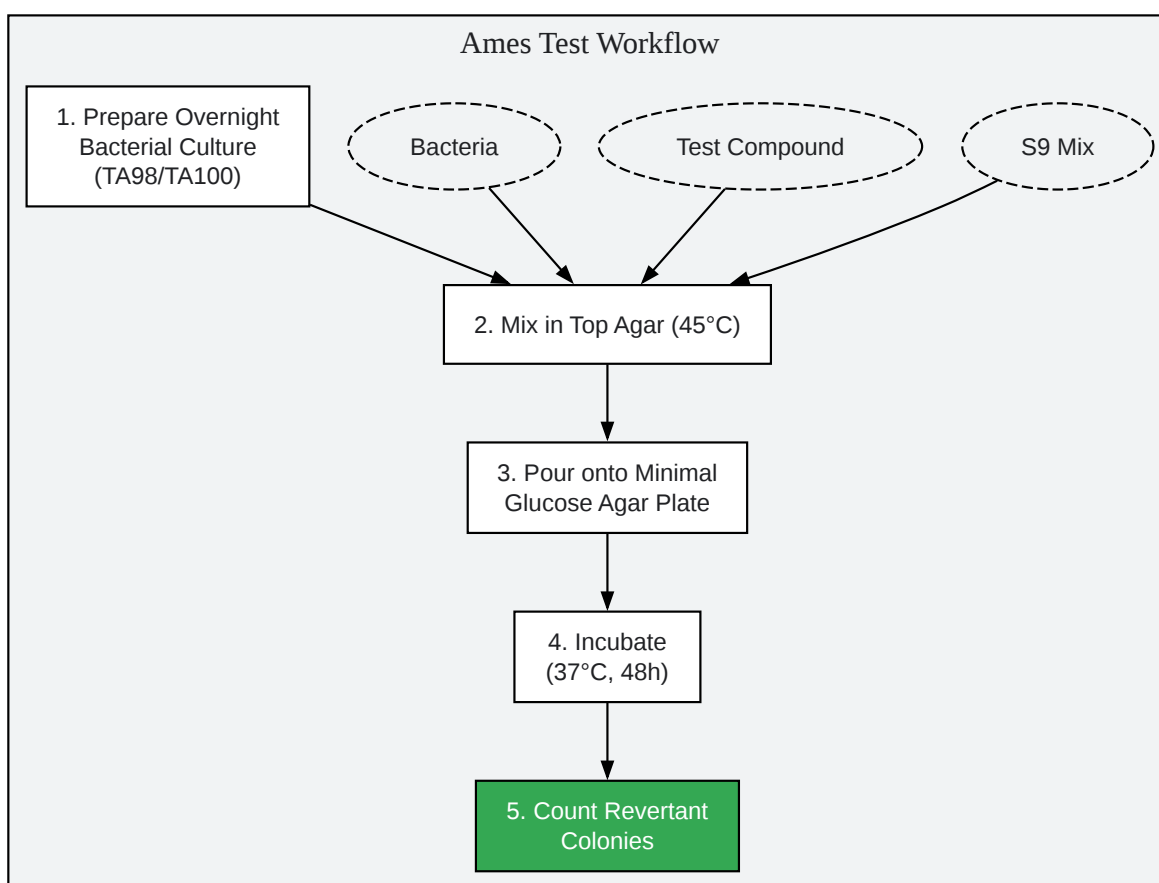 Ames Test Workflow
1. Prepare Overnight
Bacterial Culture
(TA98/TA100)
Bacteria
Test Compound
S9 Mix
2. Mix in Top Agar (45°C)
3. Pour onto Minimal
Glucose Agar Plate
4. Incubate
(37°C, 48h)
5. Count Revertant
Colonies